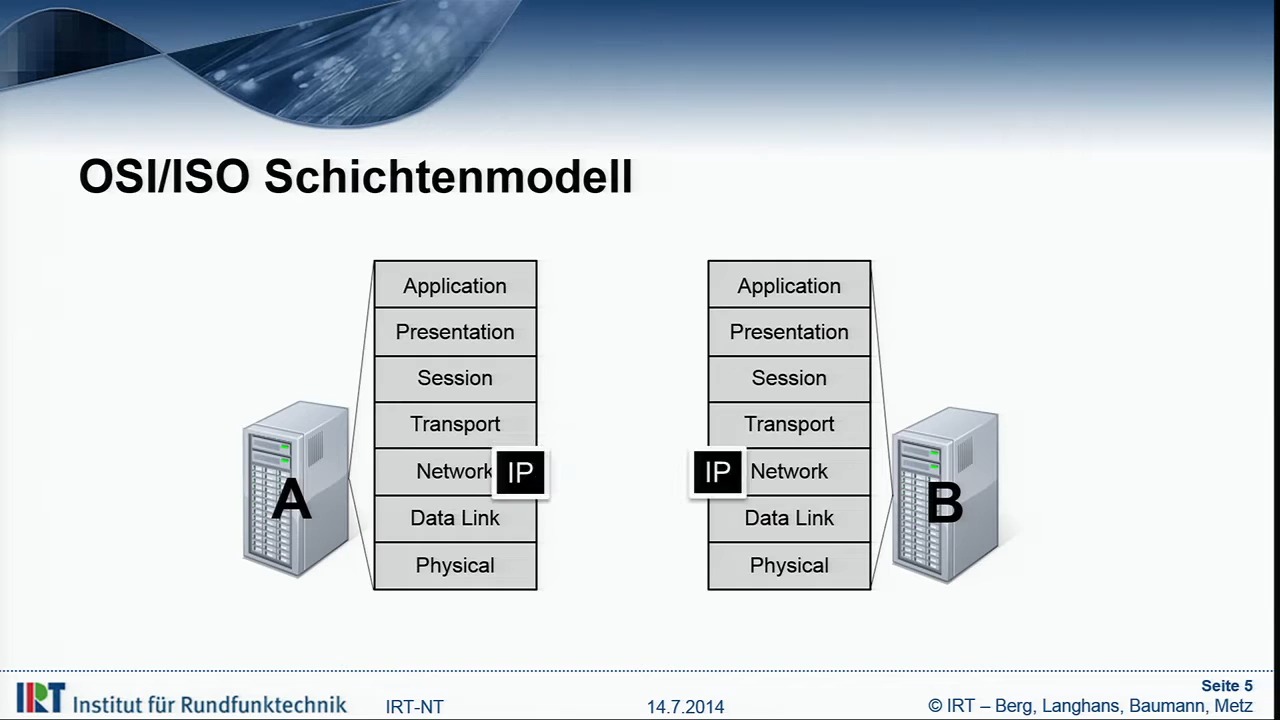 OSI/ISO Schichtenmodell
Application
Presentation
Session
Transport
Network
IP
Data Link
Physical
A
Application
Presentation
Session
Transport
IP
Network
Data Link
Physical
B
Seite 5
IRT Institut für Rundfunktechnik
IRT-NT
14.7.2014
© IRT – Berg, Langhans, Baumann, Metz